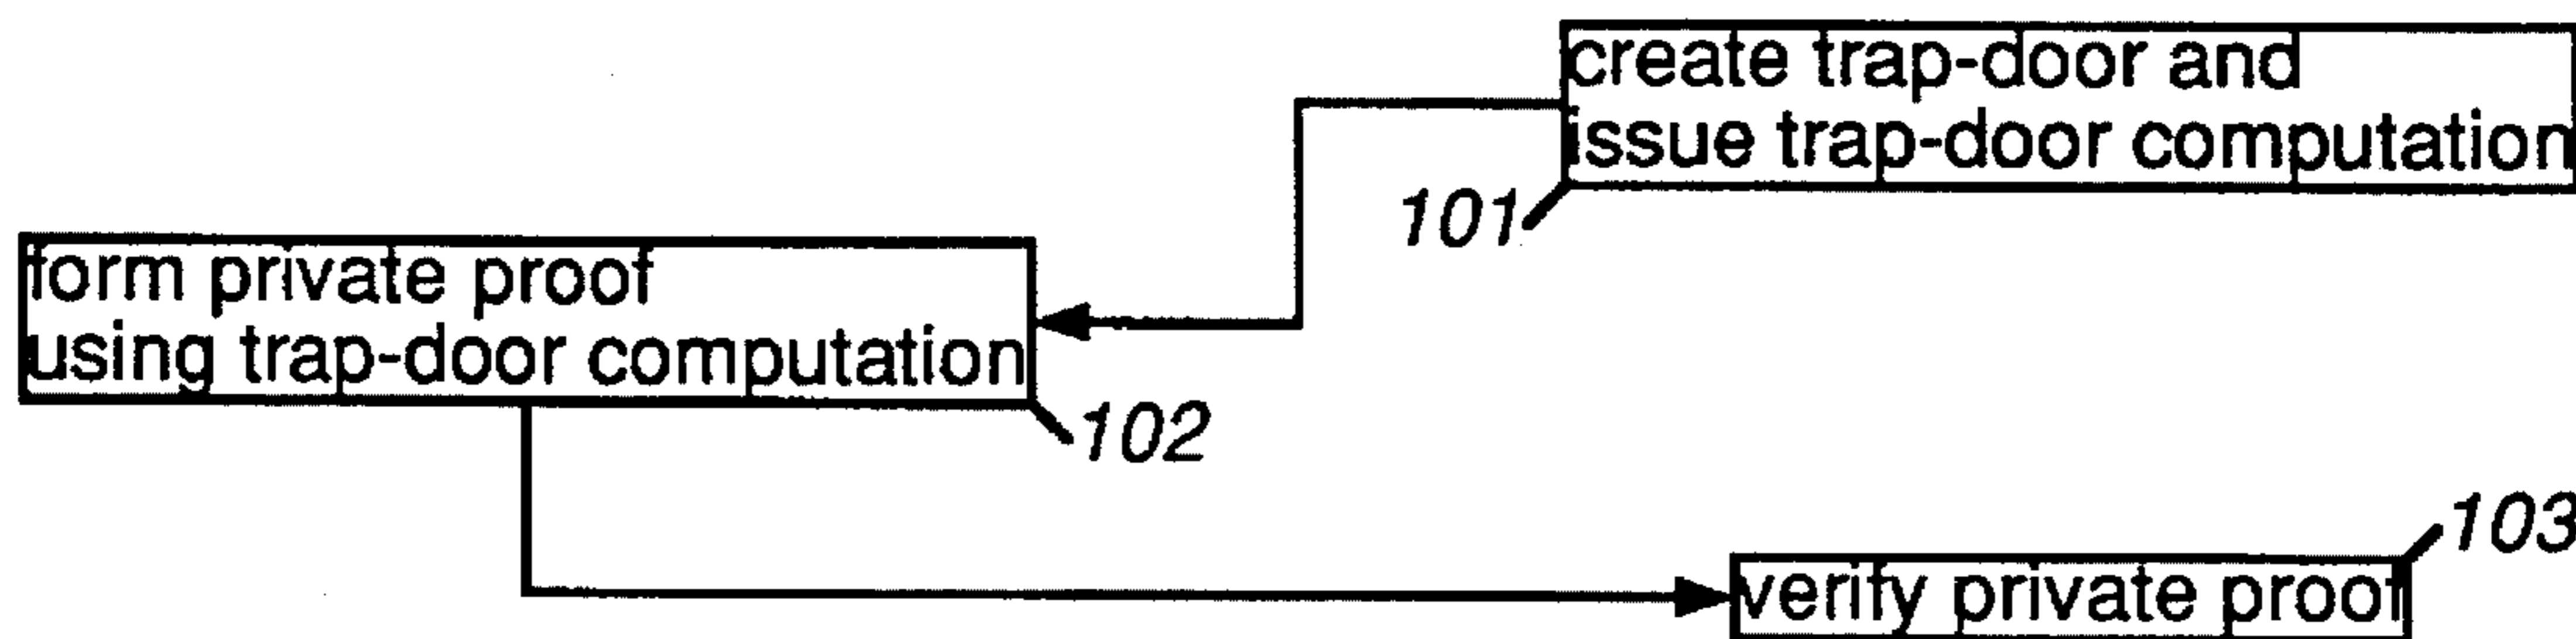 create trap-door and
issue trap-door computation
101
form private proof
using trap-door computation
102
103
verify private proof